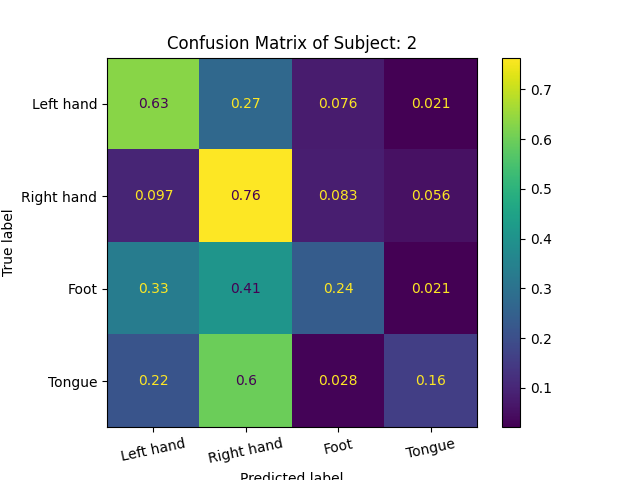 Confusion Matrix of Subject: 2
True label
Left hand 0.63 0.27 0.076 0.021
Right hand 0.097 0.76 0.083 0.056
Foot 0.33 0.41 0.24 0.021
Tongue 0.22 0.6 0.028 0.16
Left hand Right hand Foot Tongue
Predicted label
0.7
0.6
0.5
0.4
0.3
0.2
0.1